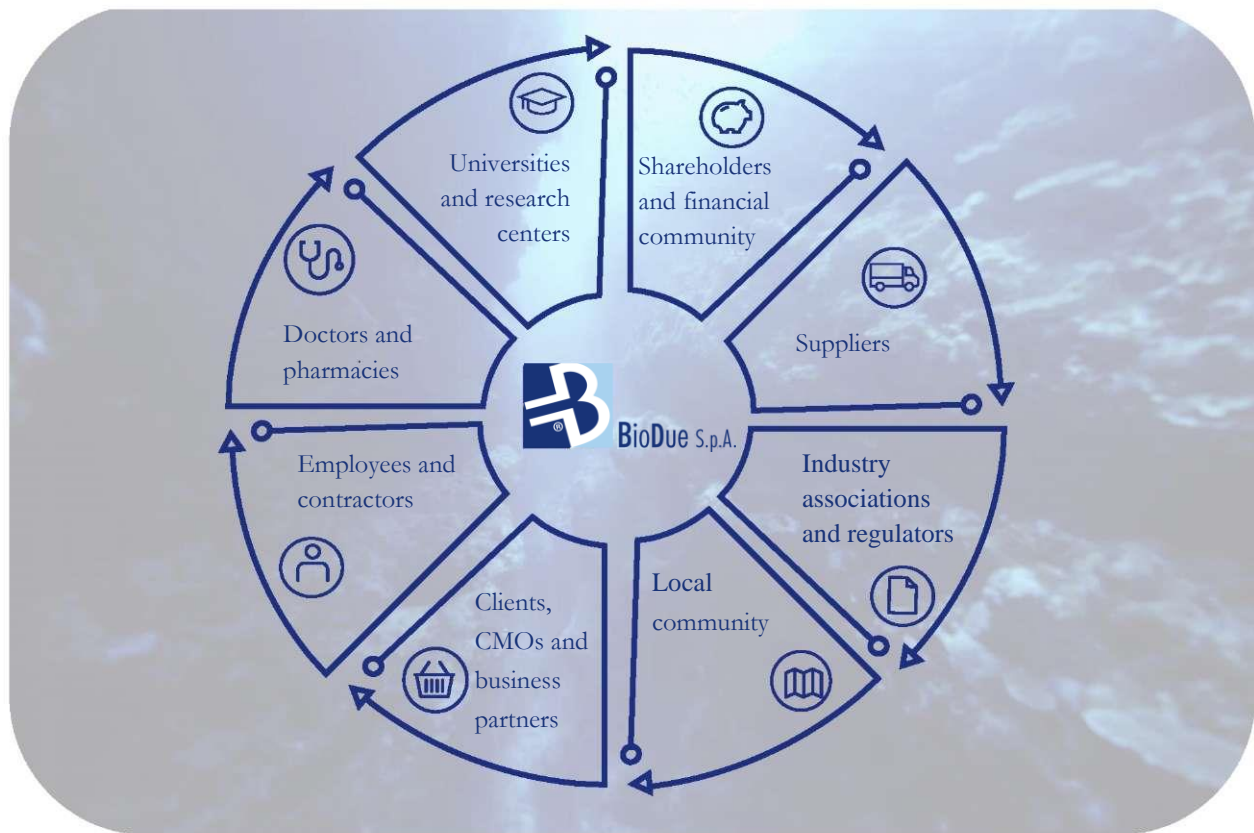 Universities
and research
centers
Shareholders
and financial
community
Suppliers
Industry
associations
and regulators
Local
community
Clients,
CMOs and
business
partners
Employees and
contractors
Doctors and
pharmacies
B
®
BioDue S.p.A.